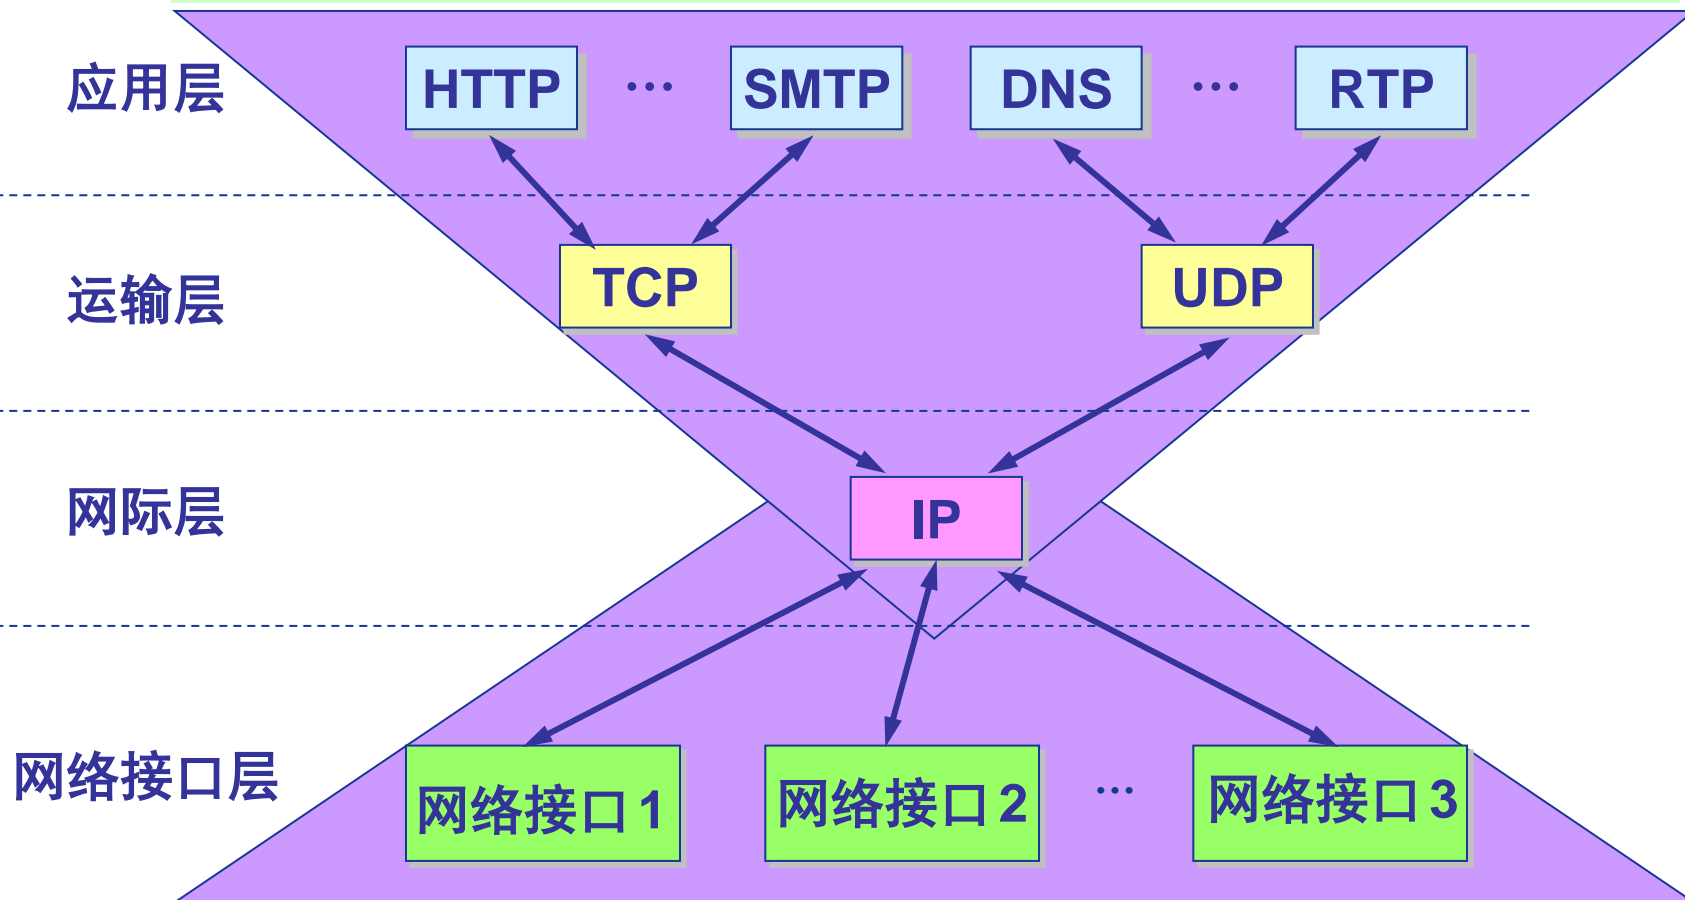 应用层 HTTP … SMTP DNS … RTP
运输层 TCP UDP
网际层 IP
网络接口层 网络接口1 网络接口2 … 网络接口3